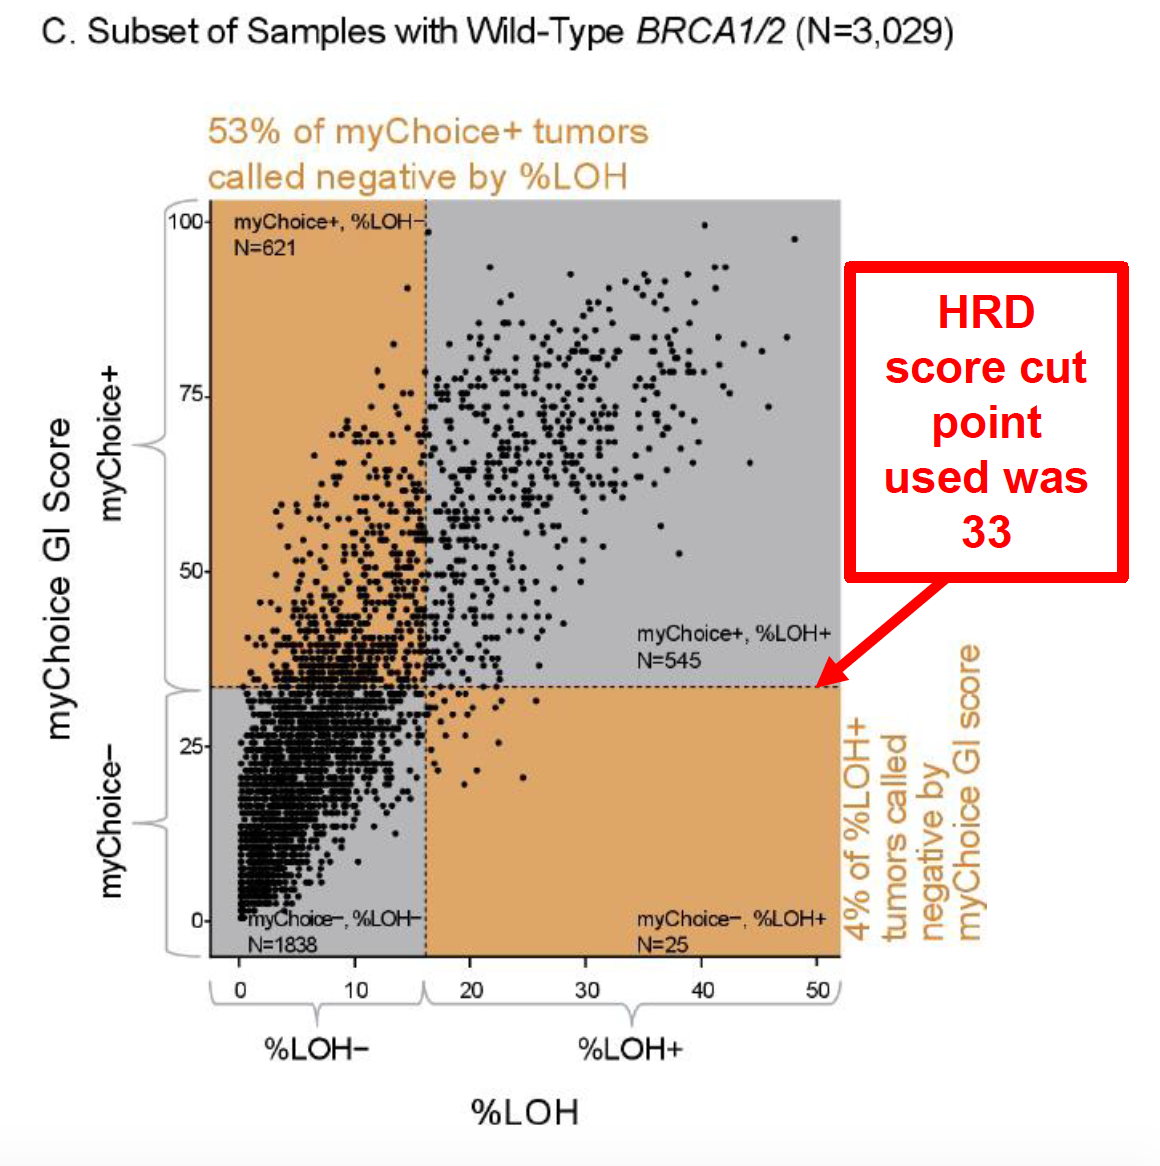 C. Subset of Samples with Wild-Type BRCA1/2 (N=3,029)
53% of myChoice+ tumors
called negative by %LOH
myChoice GI Score
myChoice+
myChoice−
100
75
50
25
0
myChoice+, %LOH−
N=621
myChoice+, %LOH+
N=545
myChoice−, %LOH−
N=1838
myChoice−, %LOH+
N=25
HRD
score cut
point
used was
33
4% of %LOH+
tumors called
negative by
myChoice GI score
0
10
20
30
40
50
%LOH−
%LOH+
%LOH